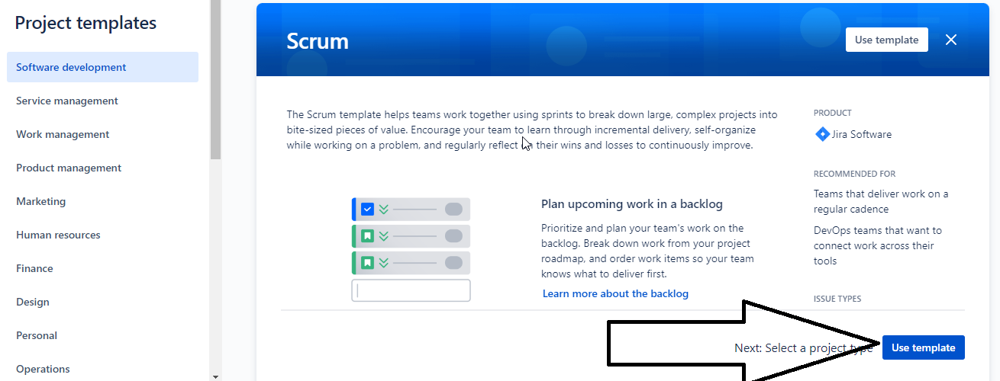 Project templates
Software development
Service management
Work management
Product management
Marketing
Human resources
Finance
Design
Personal
Operations
Scrum
Use template
The Scrum template helps teams work together using sprints to break down large, complex projects into
bite-sized pieces of value. Encourage your team to learn through incremental delivery, self-organize
while working on a problem, and regularly reflect on their wins and losses to continuously improve.
Plan upcoming work in a backlog
Prioritize and plan your team's work on the
backlog. Break down work from your project
roadmap, and order work items so your team
knows what to deliver first.
Learn more about the backlog
PRODUCT
Jira Software
RECOMMENDED FOR
Teams that deliver work on a
regular cadence
DevOps teams that want to
connect work across their
tools
ISSUE TYPES
Next: Select a project type
Use template